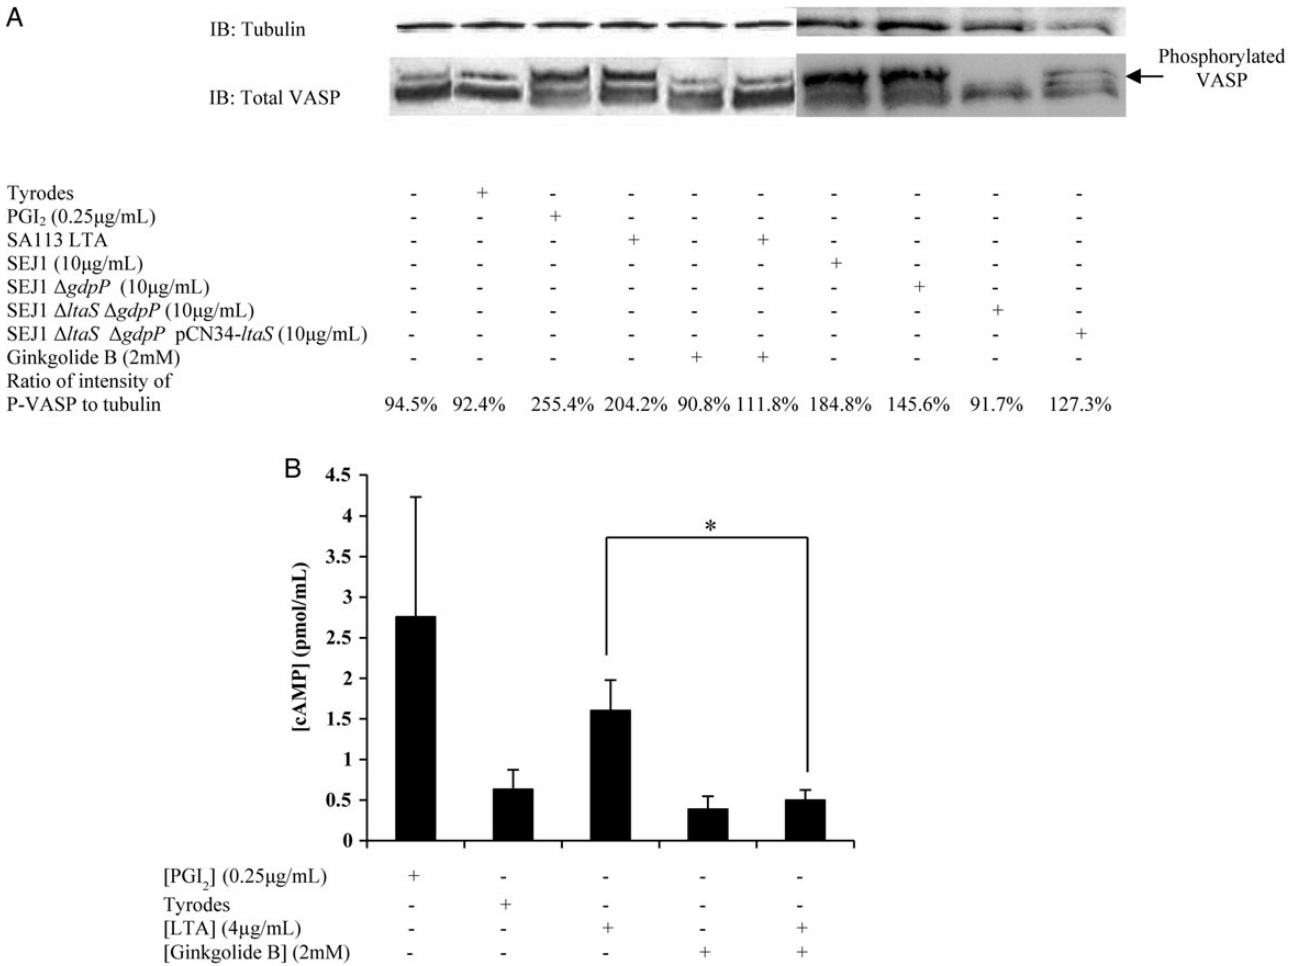 A
IB: Tubulin
IB: Total VASP
Phosphorylated
VASP
Tyrodes - + - - - - - - - -
PGI₂ (0.25µg/mL) - - + - - - - - - -
SA113 LTA - - - + - + - - - -
SEJ1 (10µg/mL) - - - - - - + - - -
SEJ1 ΔgdpP (10µg/mL) - - - - - - - + - -
SEJ1 ΔltaS ΔgdpP (10µg/mL) - - - - - - - - + -
SEJ1 ΔltaS ΔgdpP pCN34-ltaS (10µg/mL) - - - - - - - - - +
Ginkgolide B (2mM) - - - - + + - - - -
Ratio of intensity of
P-VASP to tubulin 94.5% 92.4% 255.4% 204.2% 90.8% 111.8% 184.8% 145.6% 91.7% 127.3%
B
[cAMP] (pmol/mL)
4.5
4
3.5
3
2.5
2
1.5
1
0.5
0
*
[PGI₂] (0.25µg/mL) + - - - -
Tyrodes - + - - -
[LTA] (4µg/mL) - - + - +
[Ginkgolide B] (2mM) - - - + +